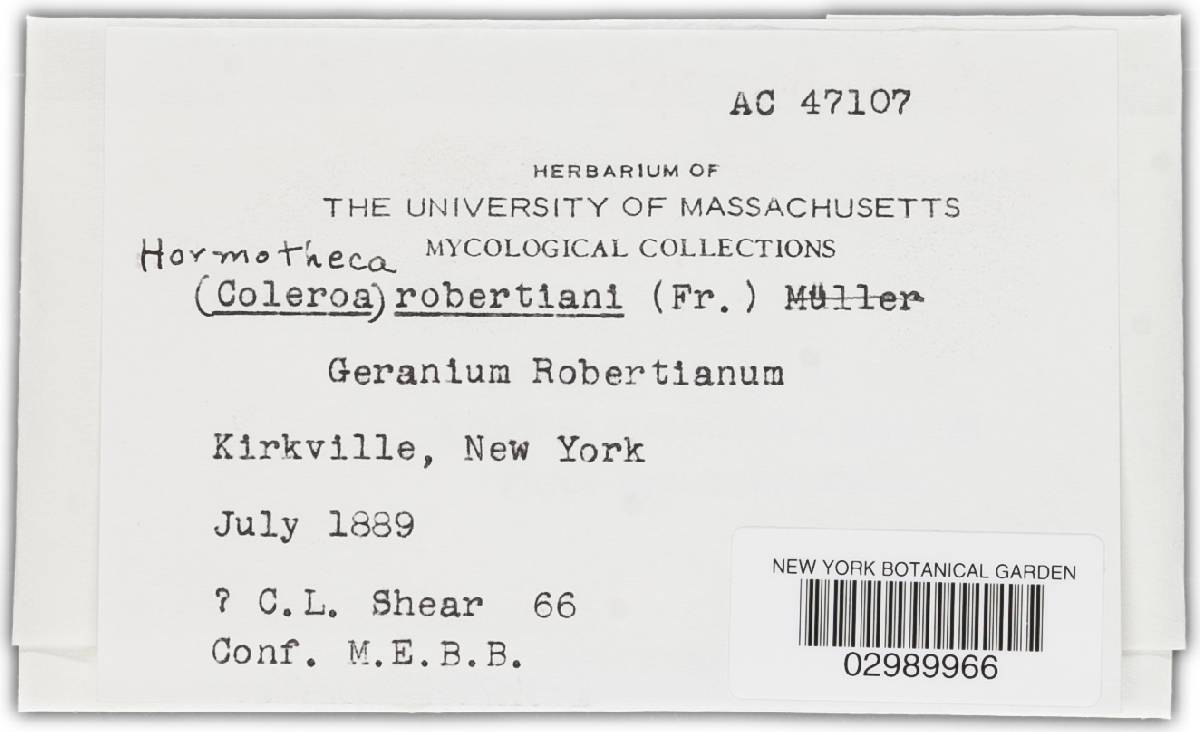 AC 47107
HERBARIUM OF
THE UNIVERSITY OF MASSACHUSETTS
MYCOLOGICAL COLLECTIONS
Hormotheca
(Coleroa) robertiani (Fr.) Müller
Geranium Robertianum
Kirkville, New York
July 1889
? C.L. Shear 66
Conf. M.E.B.B.
NEW YORK BOTANICAL GARDEN
02989966